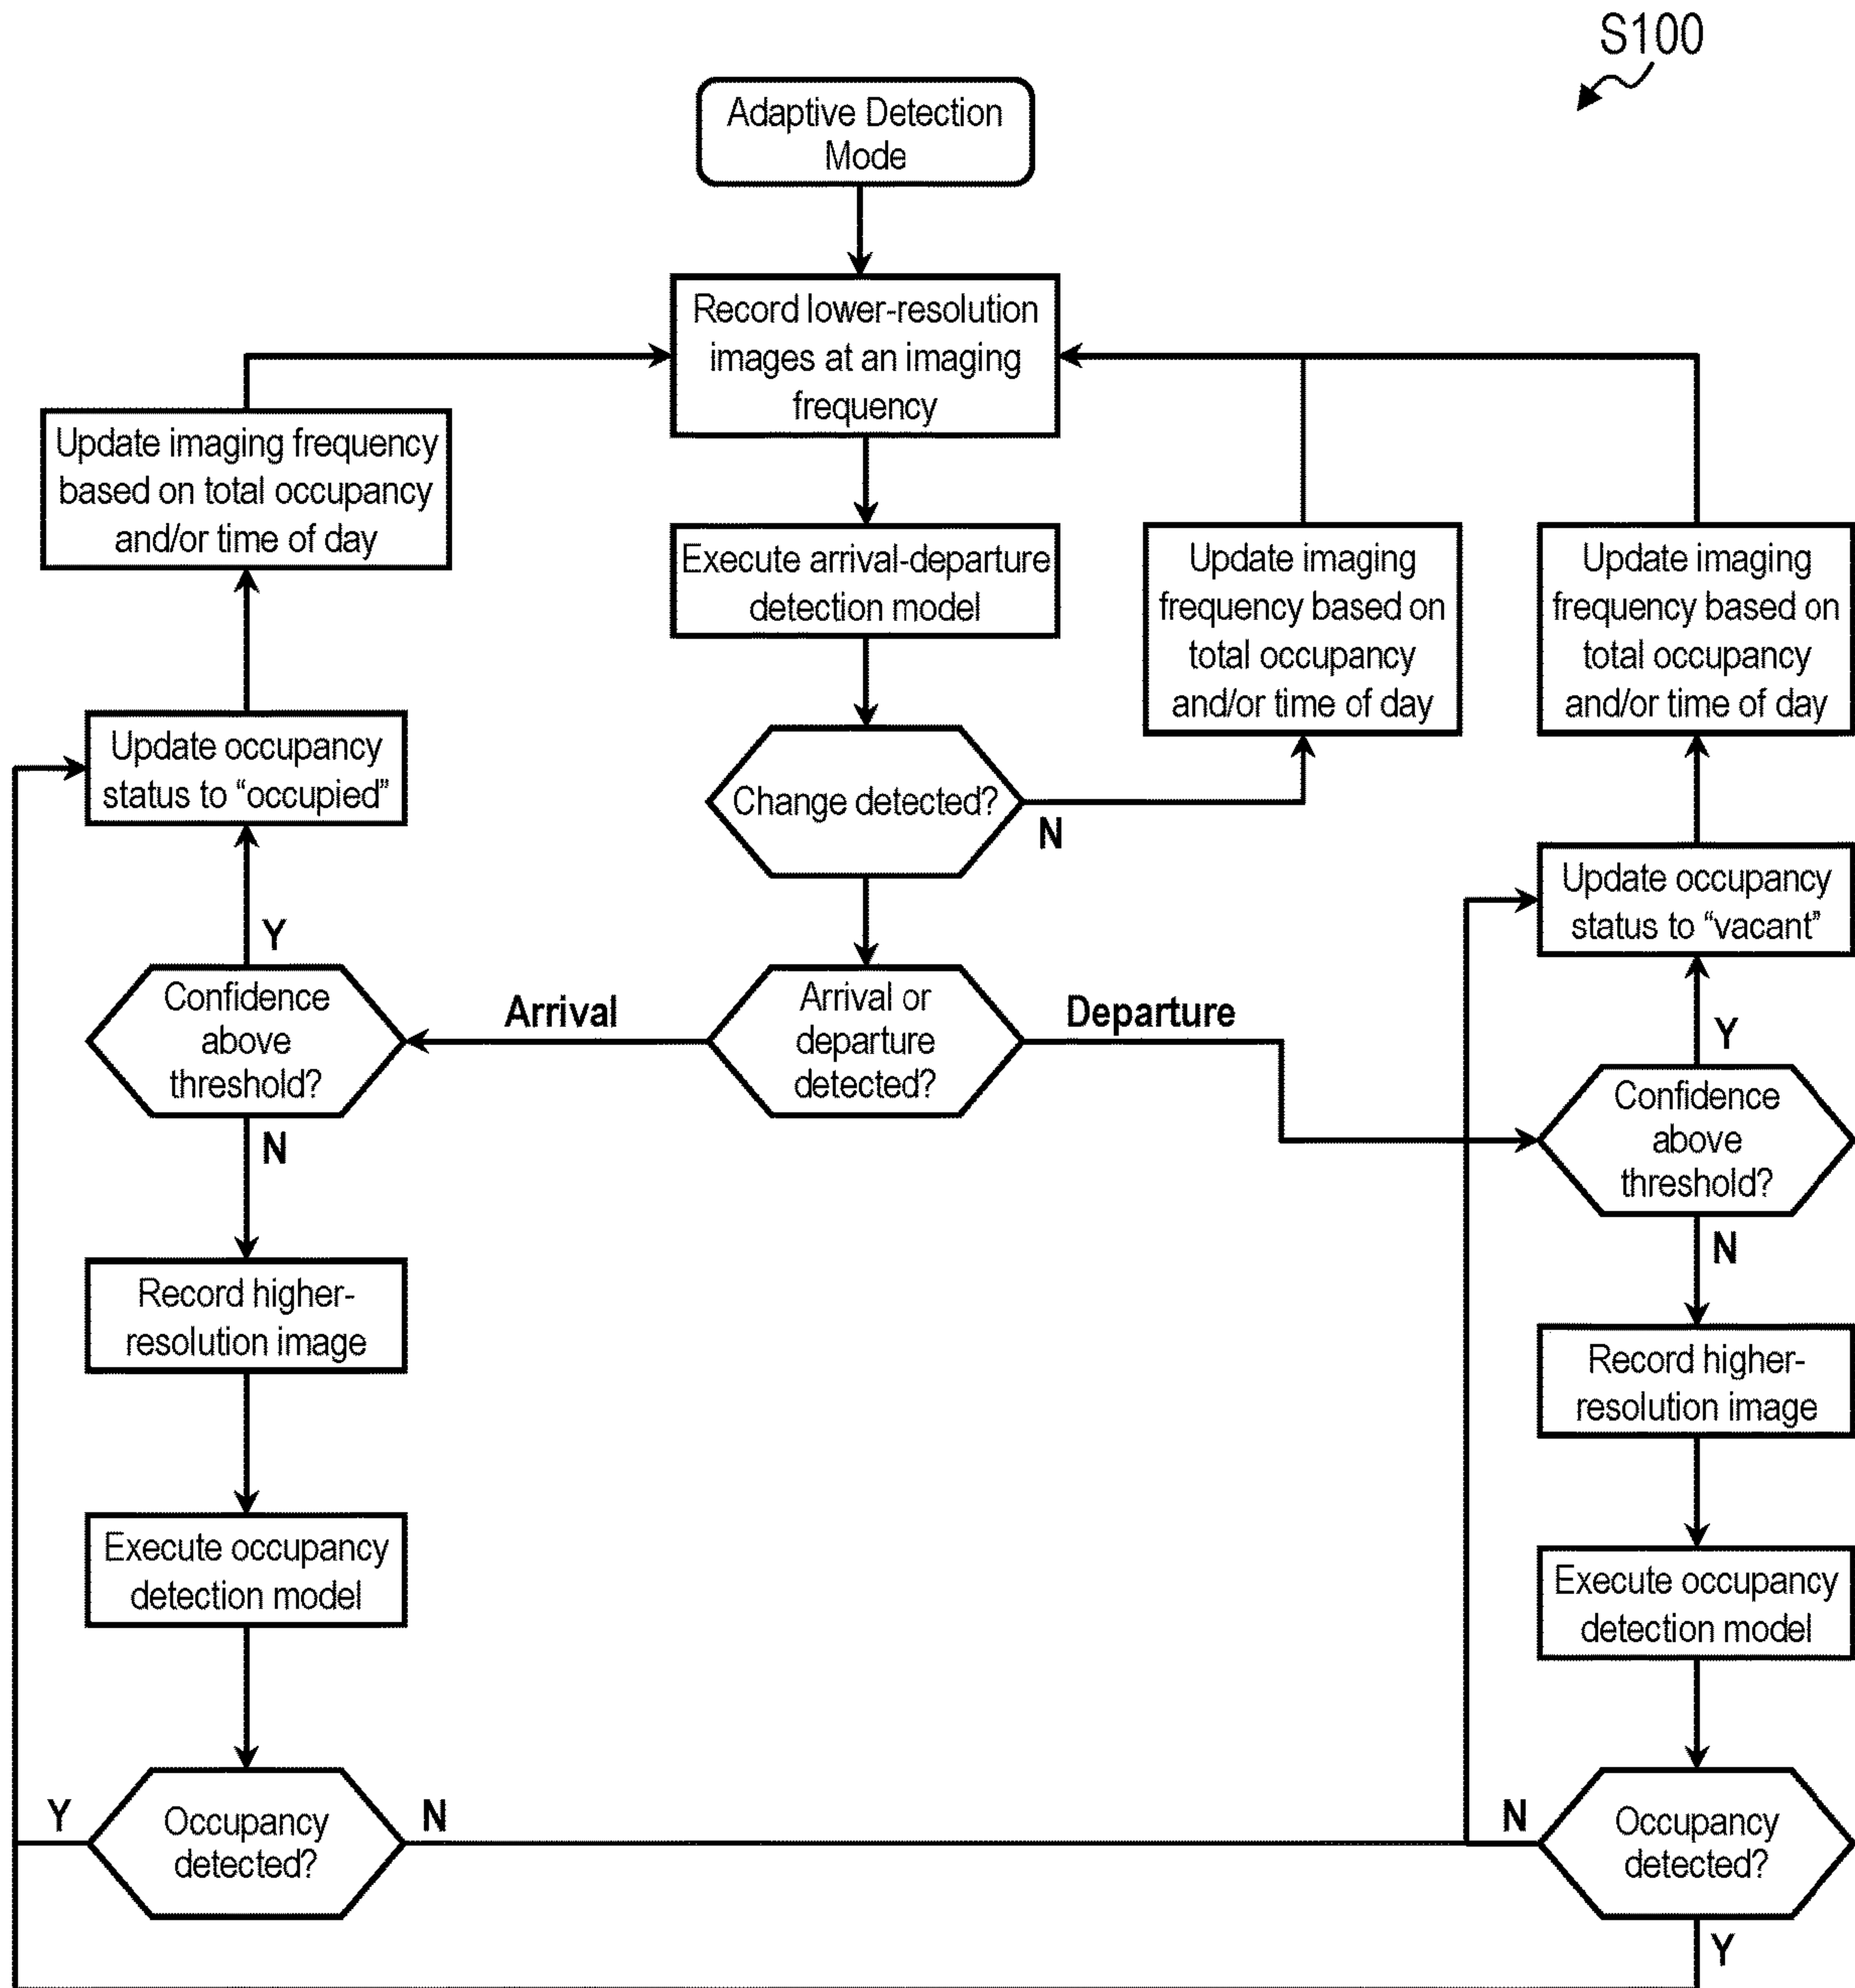 S100
Adaptive Detection
Mode
Record lower-resolution
images at an imaging
frequency
Update imaging frequency
based on total occupancy
and/or time of day
Execute arrival-departure
detection model
Update imaging
frequency based on
total occupancy
and/or time of day
Update imaging
frequency based on
total occupancy
and/or time of day
Update occupancy
status to “occupied”
Change detected?
N
Update occupancy
status to “vacant”
Y
Confidence
above
threshold?
N
Arrival
Arrival or
departure
detected?
Departure
Y
Confidence
above
threshold?
N
Record higher-
resolution image
Record higher-
resolution image
Execute occupancy
detection model
Execute occupancy
detection model
Y
Occupancy
detected?
N
N
Occupancy
detected?
Y